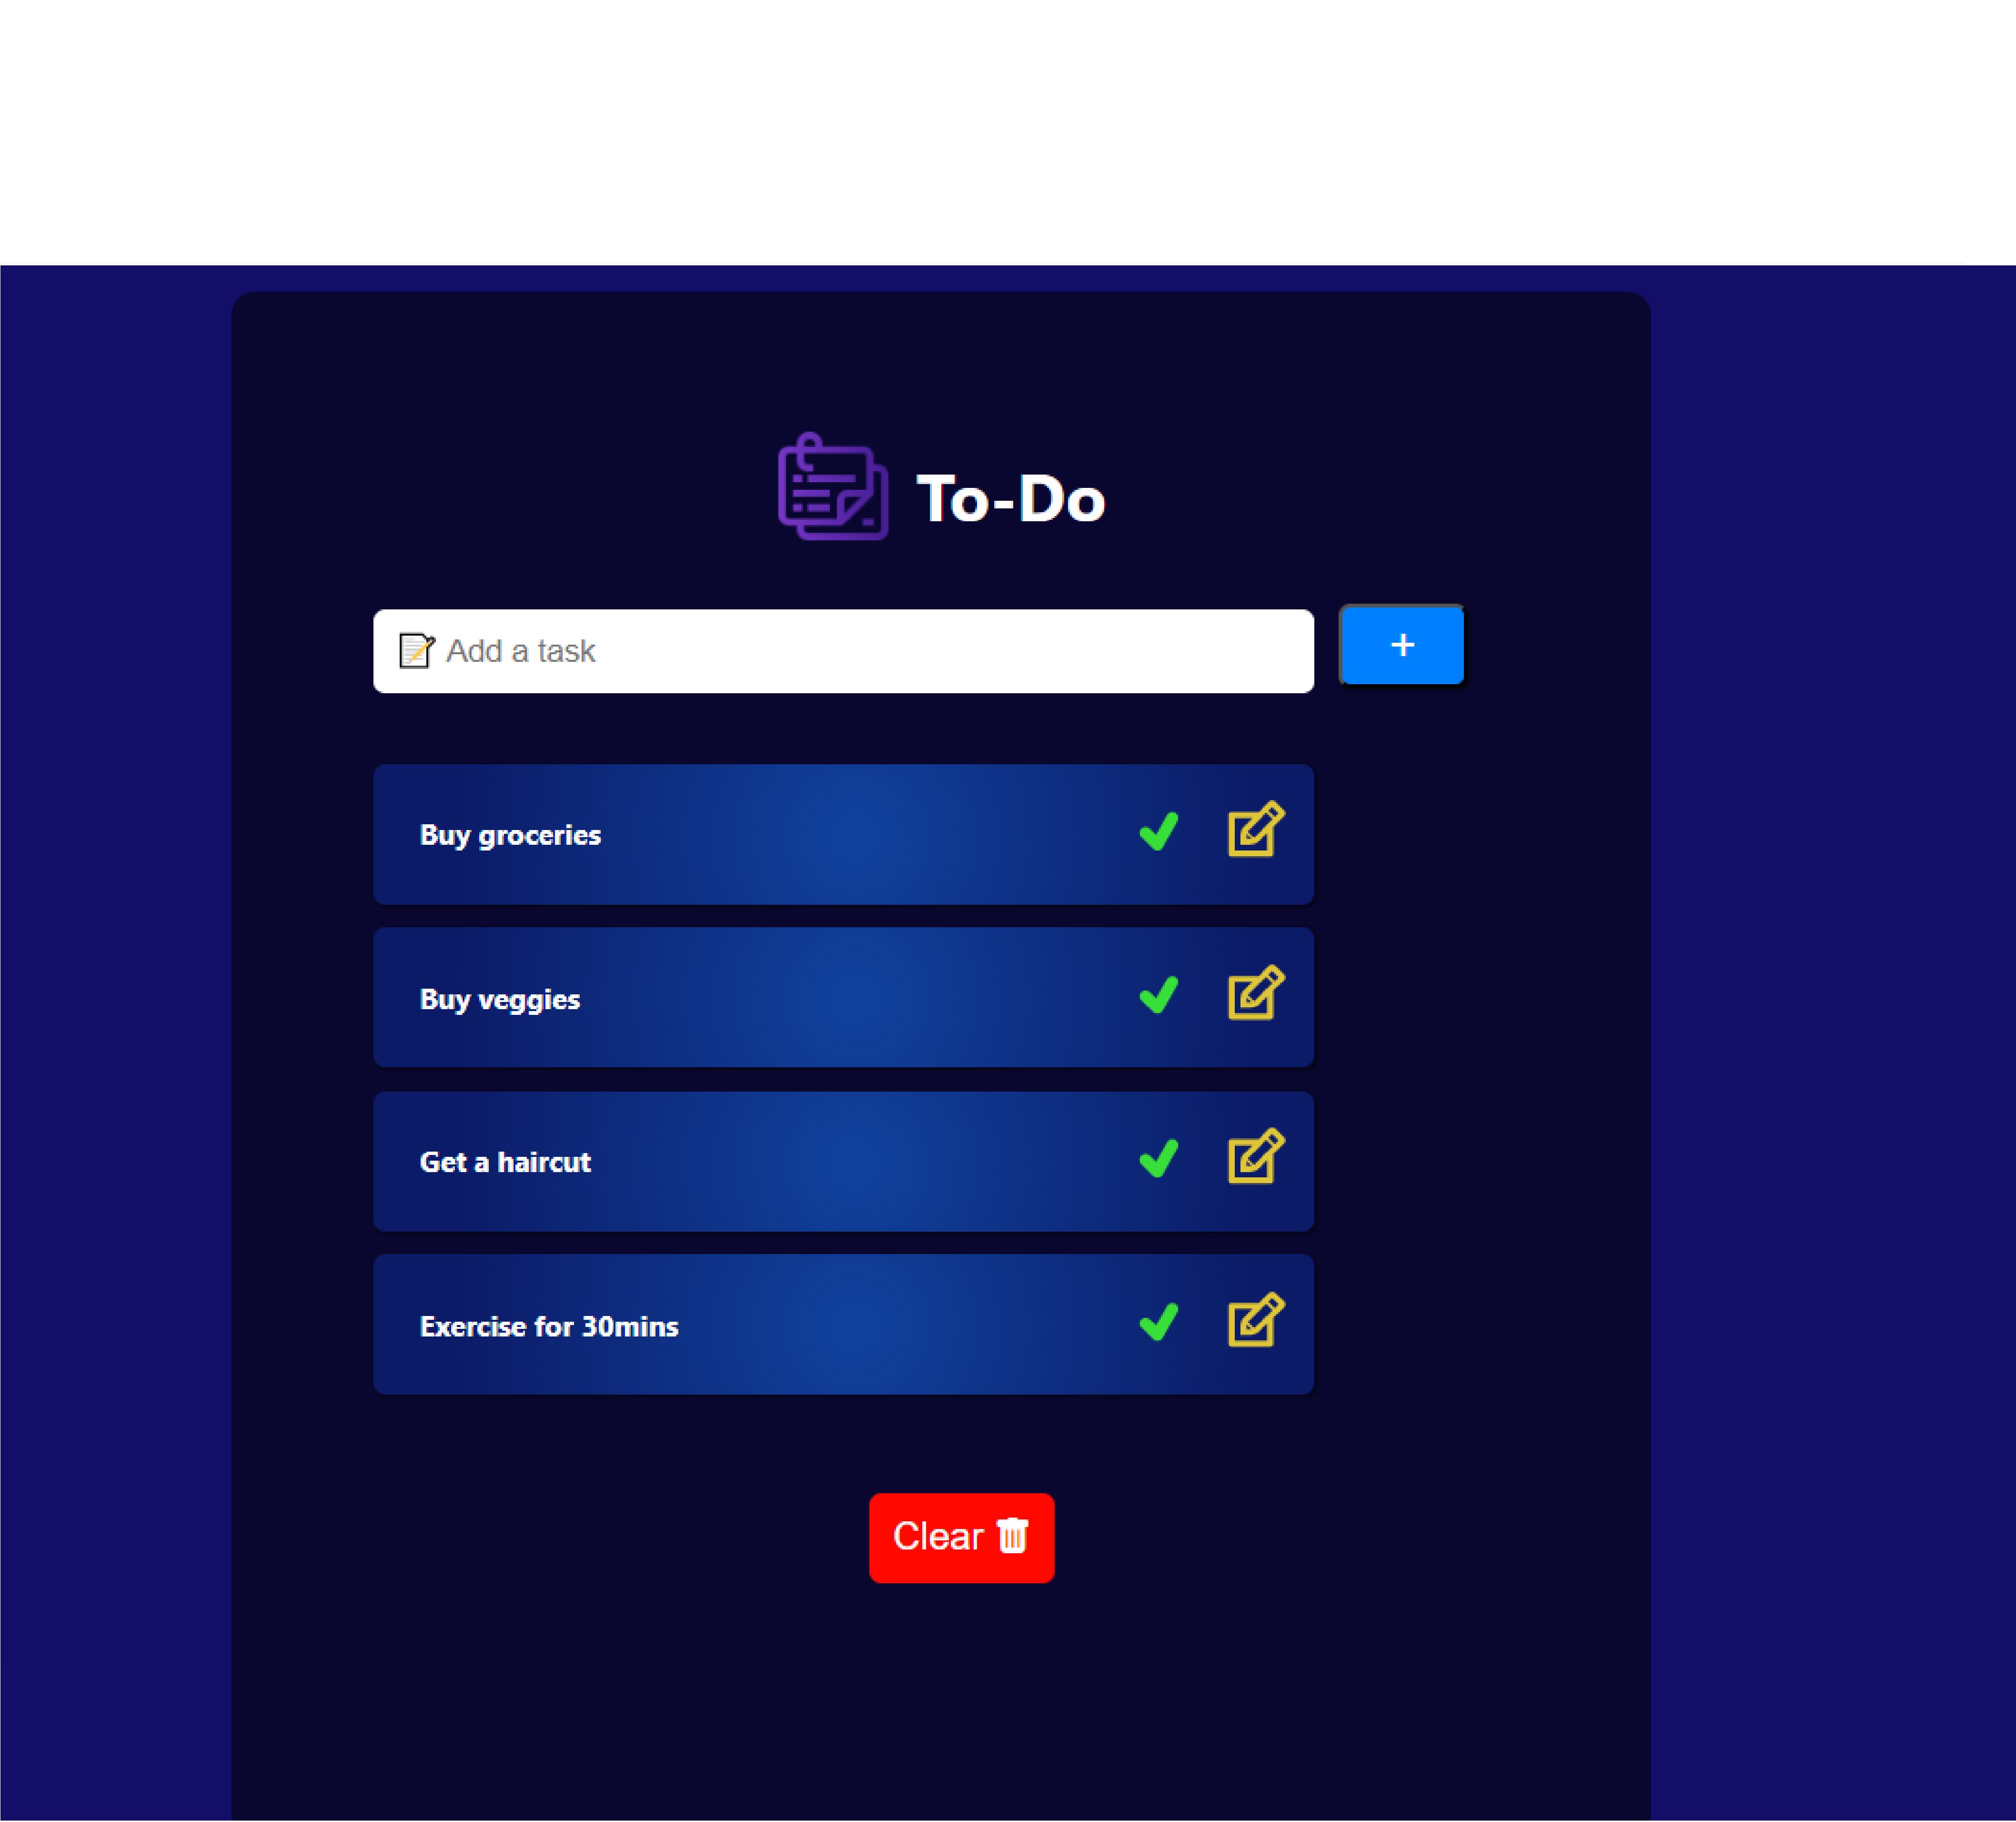 To-Do
📝 Add a task
+
Buy groceries
Buy veggies
Get a haircut
Exercise for 30mins
Clear